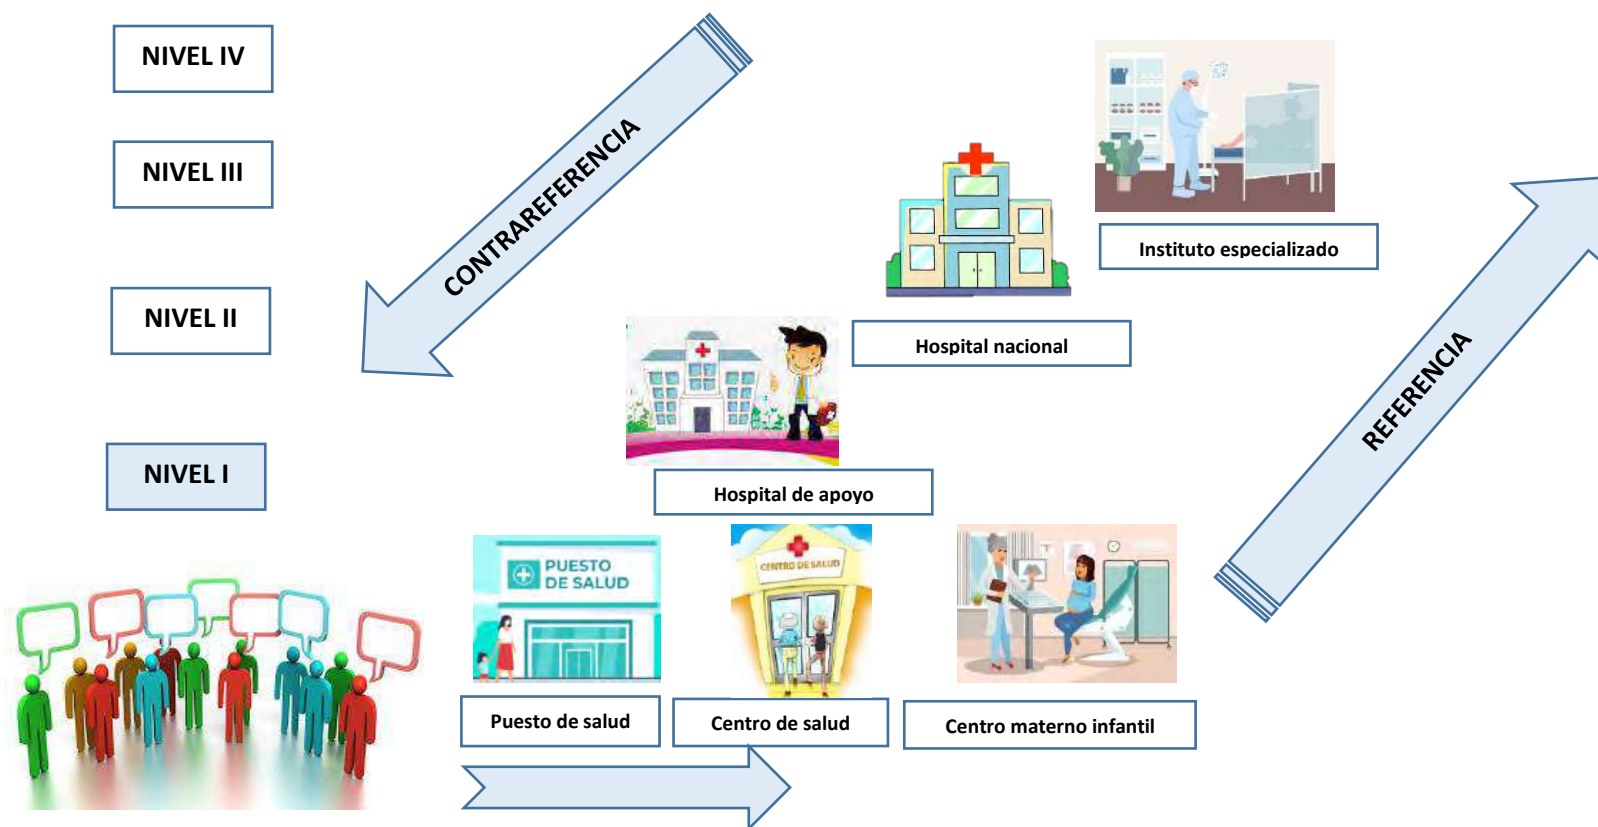 NIVEL IV
NIVEL III
NIVEL II
NIVEL I
CONTRAREFERENCIA
Instituto especializado
Hospital nacional
REFERENCIA
Hospital de apoyo
PUESTO
DE SALUD
CENTRO DE SALUD
Puesto de salud
Centro de salud
Centro materno infantil